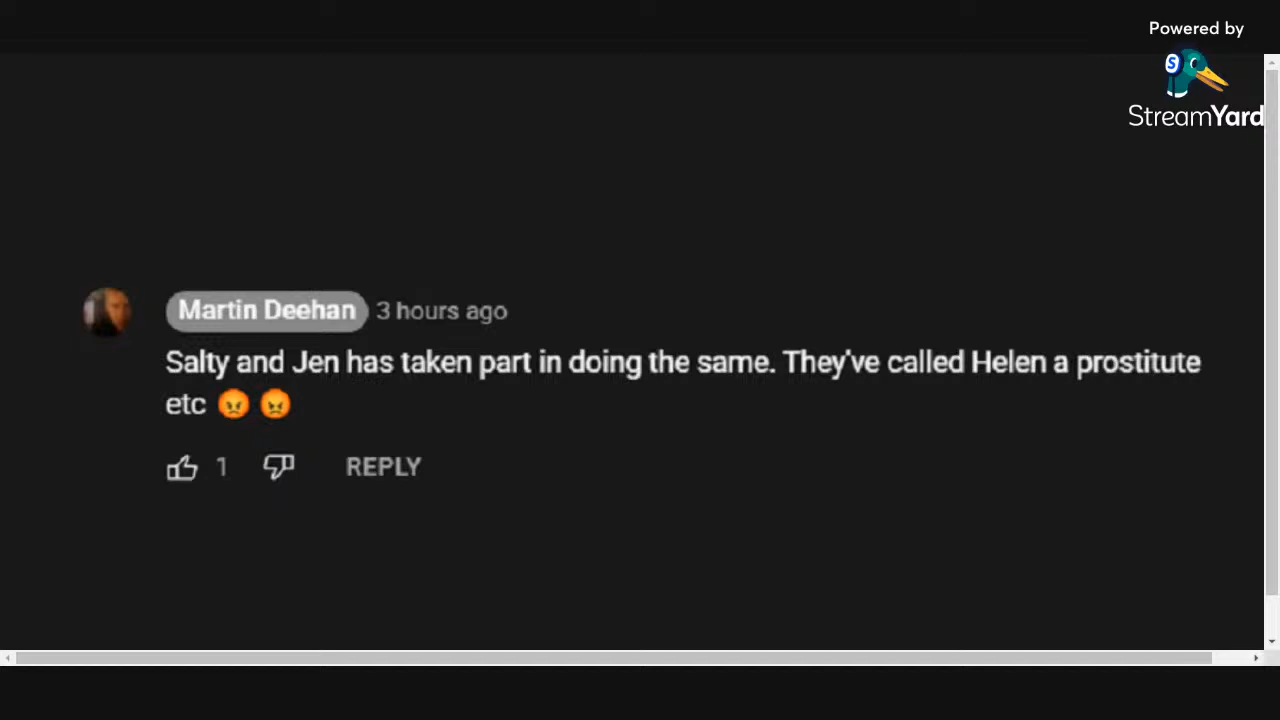 Powered by
S
StreamYard
Martin Deehan 3 hours ago
Salty and Jen has taken part in doing the same. They've called Helen a prostitute
etc 😡 😡
1 REPLY